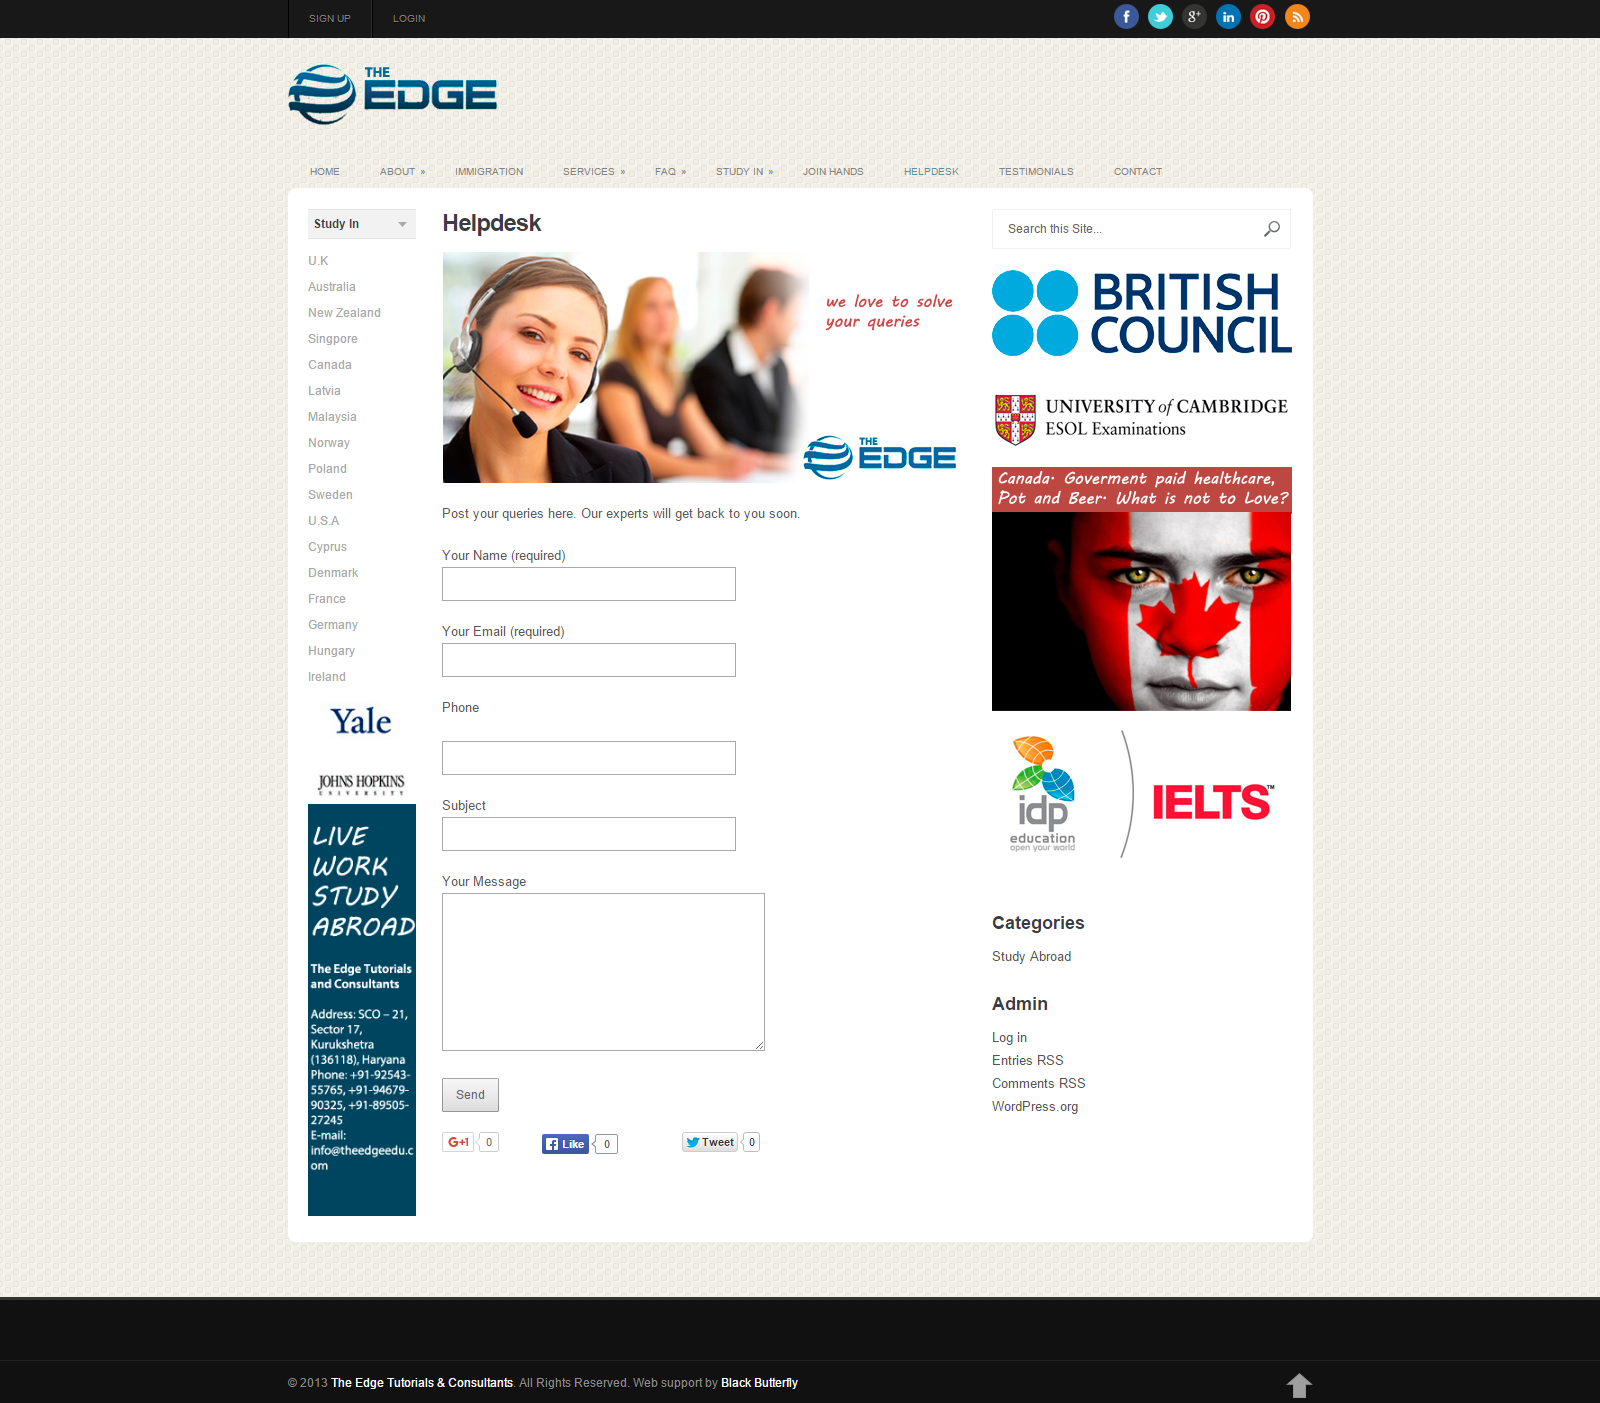 SIGN UP
LOGIN
THE
EDGE
HOME
ABOUT »
IMMIGRATION
SERVICES »
FAQ »
STUDY IN »
JOIN HANDS
HELPDESK
TESTIMONIALS
CONTACT
Study In
U.K
Australia
New Zealand
Singpore
Canada
Latvia
Malaysia
Norway
Poland
Sweden
U.S.A
Cyprus
Denmark
France
Germany
Hungary
Ireland
Yale
JOHNS HOPKINS
UNIVERSITY
LIVE
WORK
STUDY
ABROAD
The Edge Tutorials
and Consultants
Address: SCO – 21,
Sector 17,
Kurukshetra
(136118), Haryana
Phone: +91-92543-
55765, +91-94679-
90325, +91-89505-
27245
E-mail:
info@theedgeedu.c
om
Helpdesk
we love to solve
your queries
THE
EDGE
Post your queries here. Our experts will get back to you soon.
Your Name (required)
Your Email (required)
Phone
Subject
Your Message
Send
G+1 0
Like 0
Tweet 0
Search this Site...
BRITISH
COUNCIL
UNIVERSITY of CAMBRIDGE
ESOL Examinations
Canada. Goverment paid healthcare,
Pot and Beer. What is not to Love?
idp
education
open your world
IELTS™
Categories
Study Abroad
Admin
Log in
Entries RSS
Comments RSS
WordPress.org
© 2013 The Edge Tutorials & Consultants. All Rights Reserved. Web support by Black Butterfly